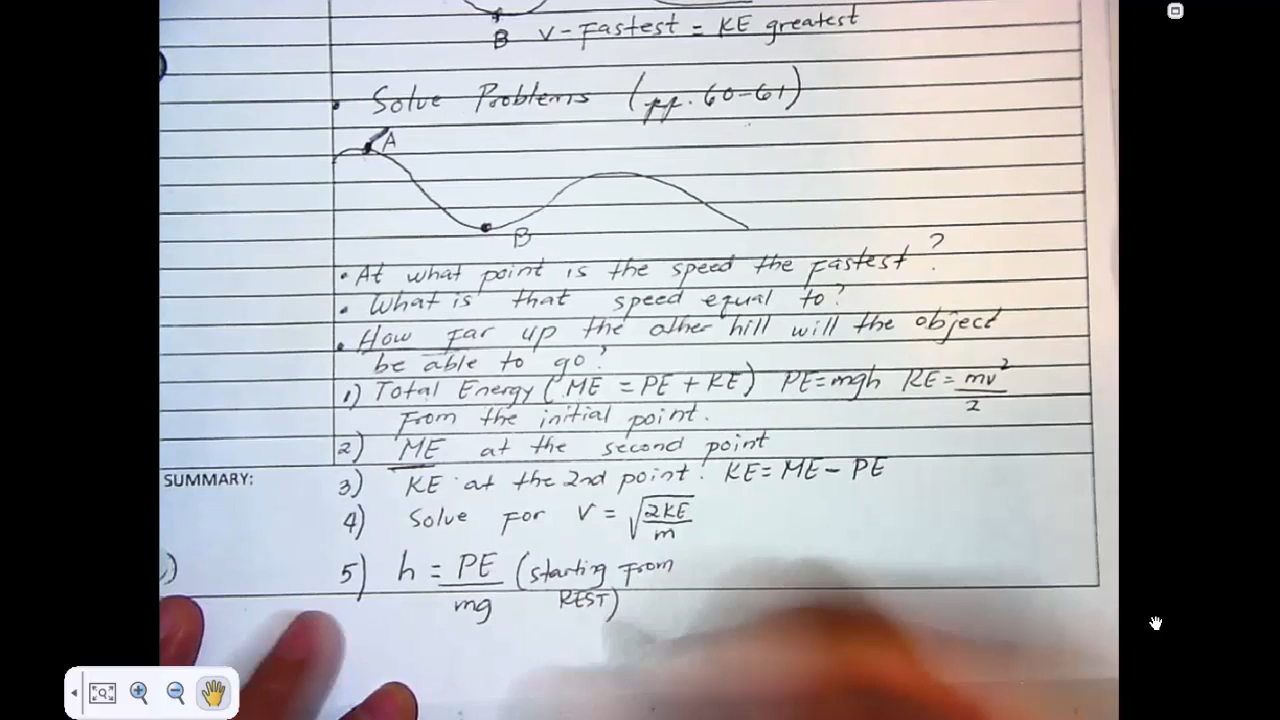 B V-Fastest = KE greatest
• Solve Problems (pp. 60-61)
A
B
• At what point is the speed the fastest?
• What is that speed equal to?
• How far up the other hill will the object
be able to go?
1) Total Energy (ME = PE + KE) PE=mgh KE=mv²/2
From the initial point.
2) ME at the second point
SUMMARY:
3) KE at the 2nd point. KE=ME-PE
4) Solve for V = √(2KE/m)
5) h = PE/mg (starting From
REST)